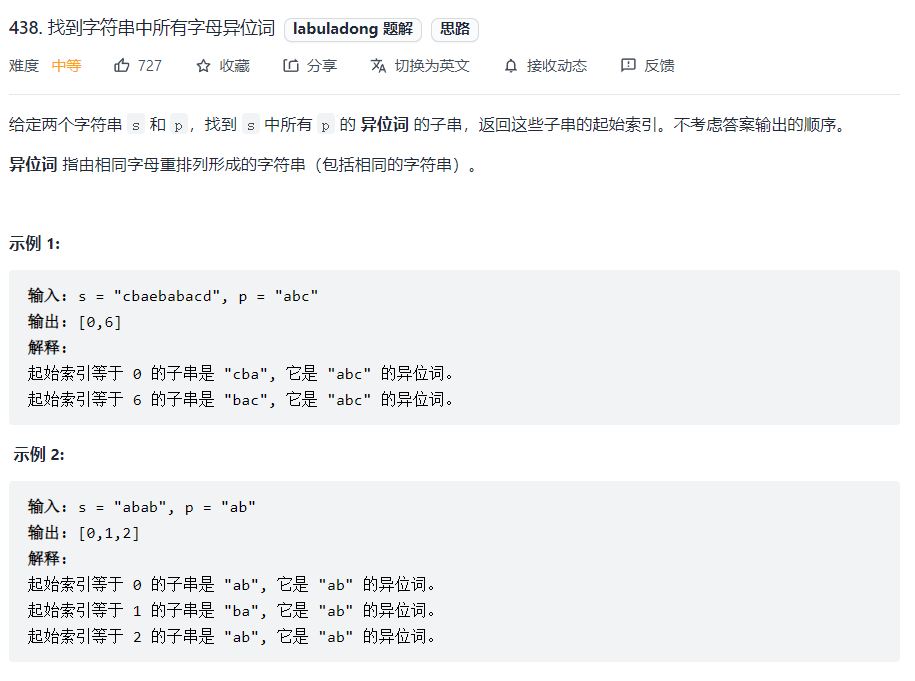 438. 找到字符串中所有字母异位词 labuladong 题解 思路
难度 中等 727 收藏 分享 切换为英文 接收动态 反馈
给定两个字符串 s 和 p，找到 s 中所有 p 的 异位词 的子串，返回这些子串的起始索引。不考虑答案输出的顺序。
异位词 指由相同字母重排列形成的字符串（包括相同的字符串）。
示例 1:
输入: s = "cbaebabacd", p = "abc"
输出: [0,6]
解释:
起始索引等于 0 的子串是 "cba", 它是 "abc" 的异位词。
起始索引等于 6 的子串是 "bac", 它是 "abc" 的异位词。
示例 2:
输入: s = "abab", p = "ab"
输出: [0,1,2]
解释:
起始索引等于 0 的子串是 "ab", 它是 "ab" 的异位词。
起始索引等于 1 的子串是 "ba", 它是 "ab" 的异位词。
起始索引等于 2 的子串是 "ab", 它是 "ab" 的异位词。